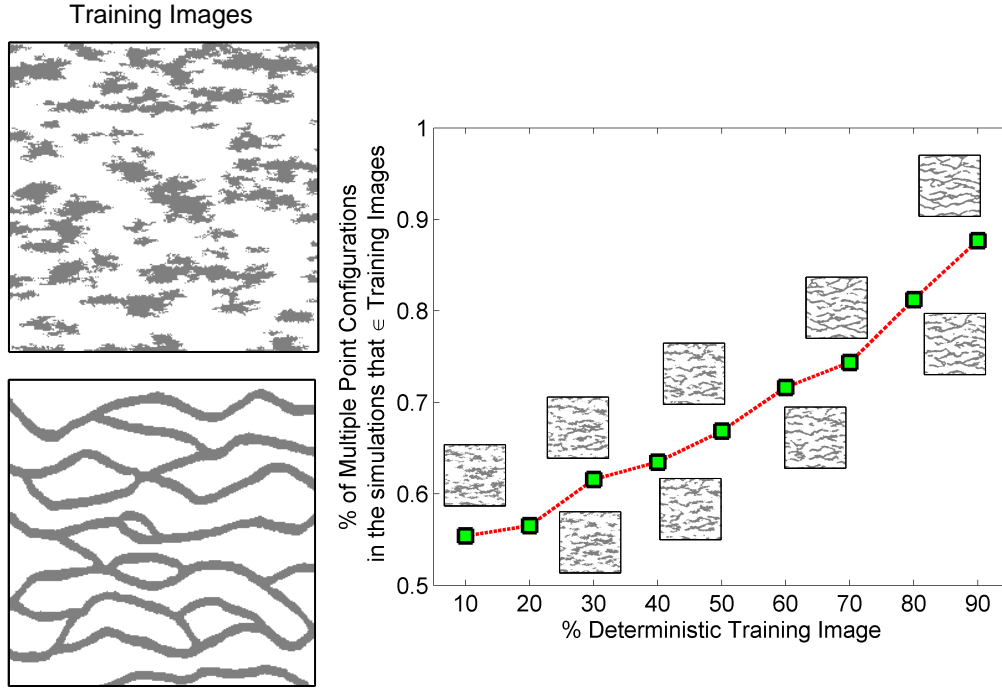 Training Images
% of Multiple Point Configurations
in the simulations that ∈ Training Images
1
0.9
0.8
0.7
0.6
0.5
10 20 30 40 50 60 70 80 90
% Deterministic Training Image